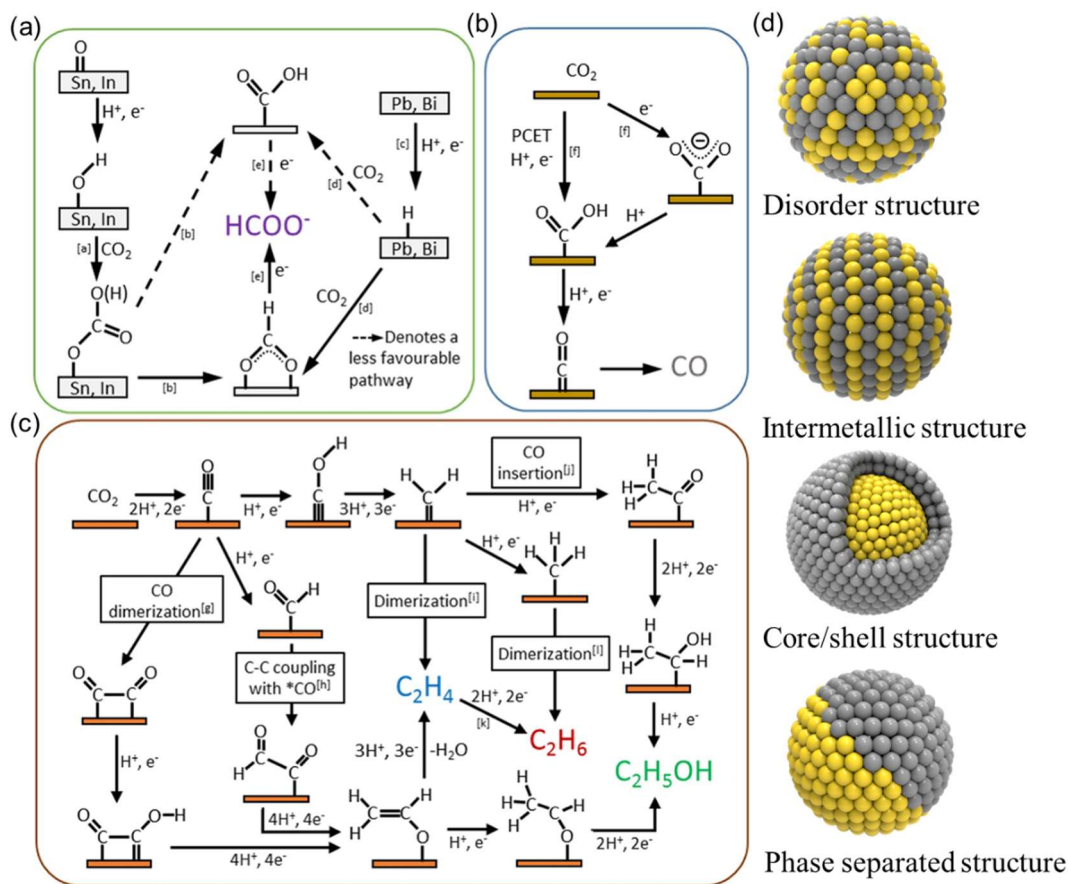 (a)
O
Sn, In
H⁺, e⁻
H
O
Sn, In
[a] CO₂
O(H)
C
O
O
Sn, In
[b]
[b]
O
OH
C
[e] e⁻
HCOO⁻
[e] e⁻
H
C
O O
Pb, Bi
[c] H⁺, e⁻
CO₂
[d]
H
Pb, Bi
CO₂ [d]
Denotes a
less favourable
pathway
(b)
CO₂
e⁻
[f]
PCET
H⁺, e⁻ [f]
O O
C
O OH
C
H⁺
H⁺, e⁻
O
C
CO
(c)
CO₂
2H⁺, 2e⁻
O
C
H⁺, e⁻
H
O
C
3H⁺, 3e⁻
H H
C
CO
insertion[j]
H⁺, e⁻
H
H C O
H C
H⁺, e⁻
CO
dimerization[g]
O H
C
C-C coupling
with *CO[h]
Dimerization[i]
H⁺, e⁻
H
H H
C
Dimerization[l]
2H⁺, 2e⁻
H
H C OH
H C H
O O
C C
H⁺, e⁻
O O
C C
H
C₂H₄
2H⁺, 2e⁻
[k]
C₂H₆
H⁺, e⁻
C₂H₅OH
3H⁺, 3e⁻ -H₂O
O O-H
C C
4H⁺, 4e⁻
4H⁺, 4e⁻
H H
C C
H O
H⁺, e⁻
H
H C H
H C
H O
2H⁺, 2e⁻
(d)
Disorder structure
Intermetallic structure
Core/shell structure
Phase separated structure